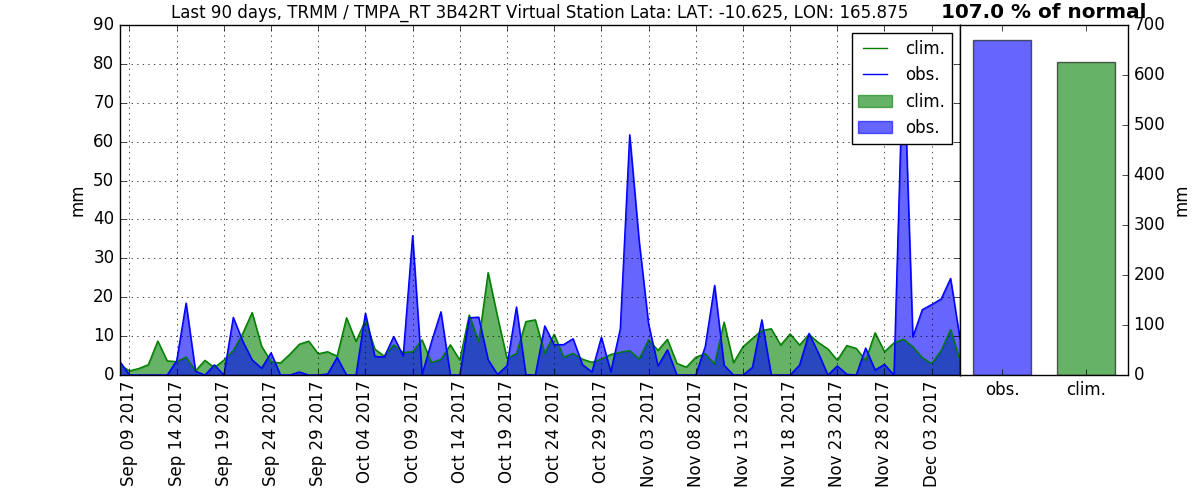 Last 90 days, TRMM / TMPA_RT 3B42RT Virtual Station Lata: LAT: -10.625, LON: 165.875
107.0 % of normal
90
80
70
60
50
40
30
20
10
0
mm
clim.
obs.
clim.
obs.
700
600
500
400
300
200
100
0
mm
Sep 09 2017
Sep 14 2017
Sep 19 2017
Sep 24 2017
Sep 29 2017
Oct 04 2017
Oct 09 2017
Oct 14 2017
Oct 19 2017
Oct 24 2017
Oct 29 2017
Nov 03 2017
Nov 08 2017
Nov 13 2017
Nov 18 2017
Nov 23 2017
Nov 28 2017
Dec 03 2017
obs.
clim.